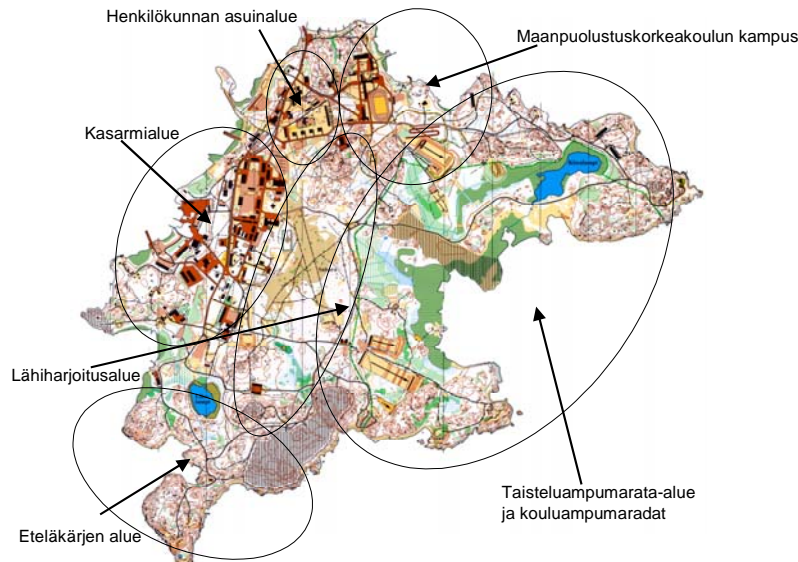 Henkilökunnan asuinalue
Maanpuolustuskorkeakoulun kampus
Kasarmialue
Lähiharjoitusalue
Taisteluampumarata-alue
ja kouluampumaradat
Eteläkärjen alue